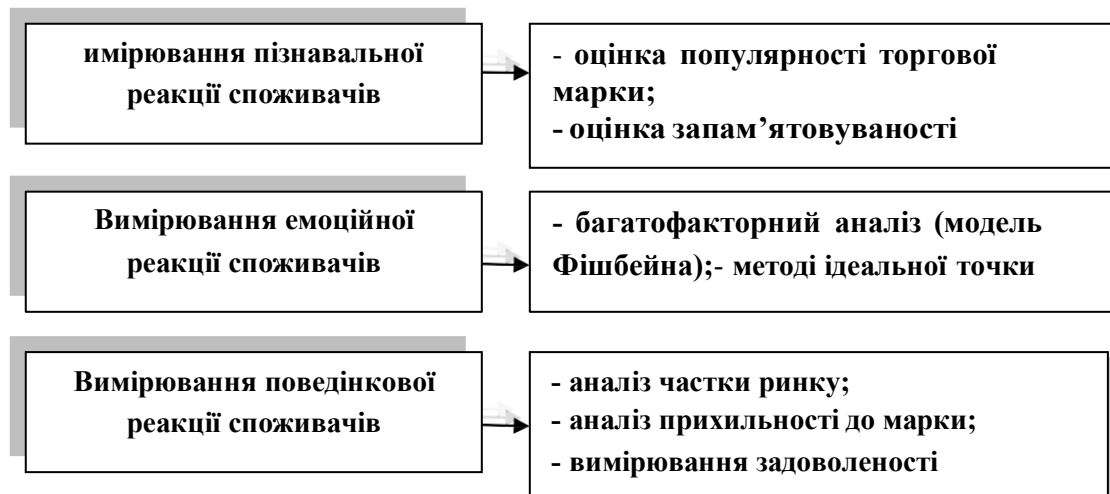 имірювання пізнавальної
реакції споживачів
- оцінка популярності торгової
марки;
- оцінка запам’ятовуваності
Вимірювання емоційної
реакції споживачів
- багатофакторний аналіз (модель
Фішбейна);- методі ідеальної точки
Вимірювання поведінкової
реакції споживачів
- аналіз частки ринку;
- аналіз прихильності до марки;
- вимірювання задоволеності